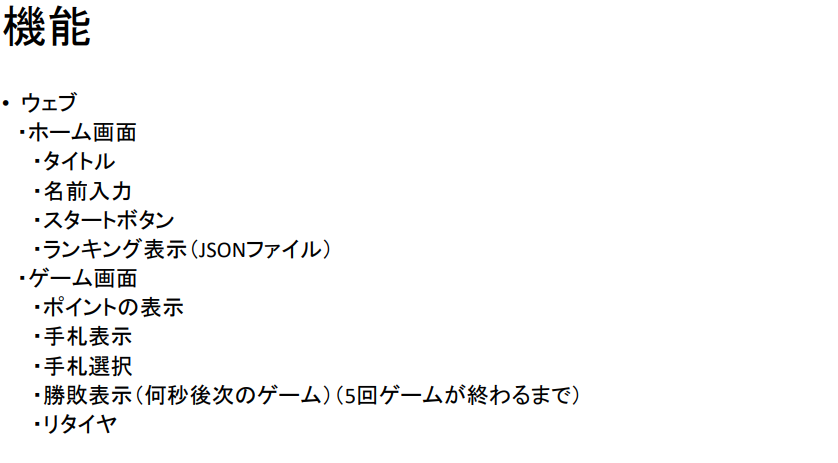 機能
• ウェブ
・ホーム画面
・タイトル
・名前入力
・スタートボタン
・ランキング表示（JSONファイル）
・ゲーム画面
・ポイントの表示
・手札表示
・手札選択
・勝敗表示（何秒後次のゲーム）（5回ゲームが終わるまで）
・リタイヤ